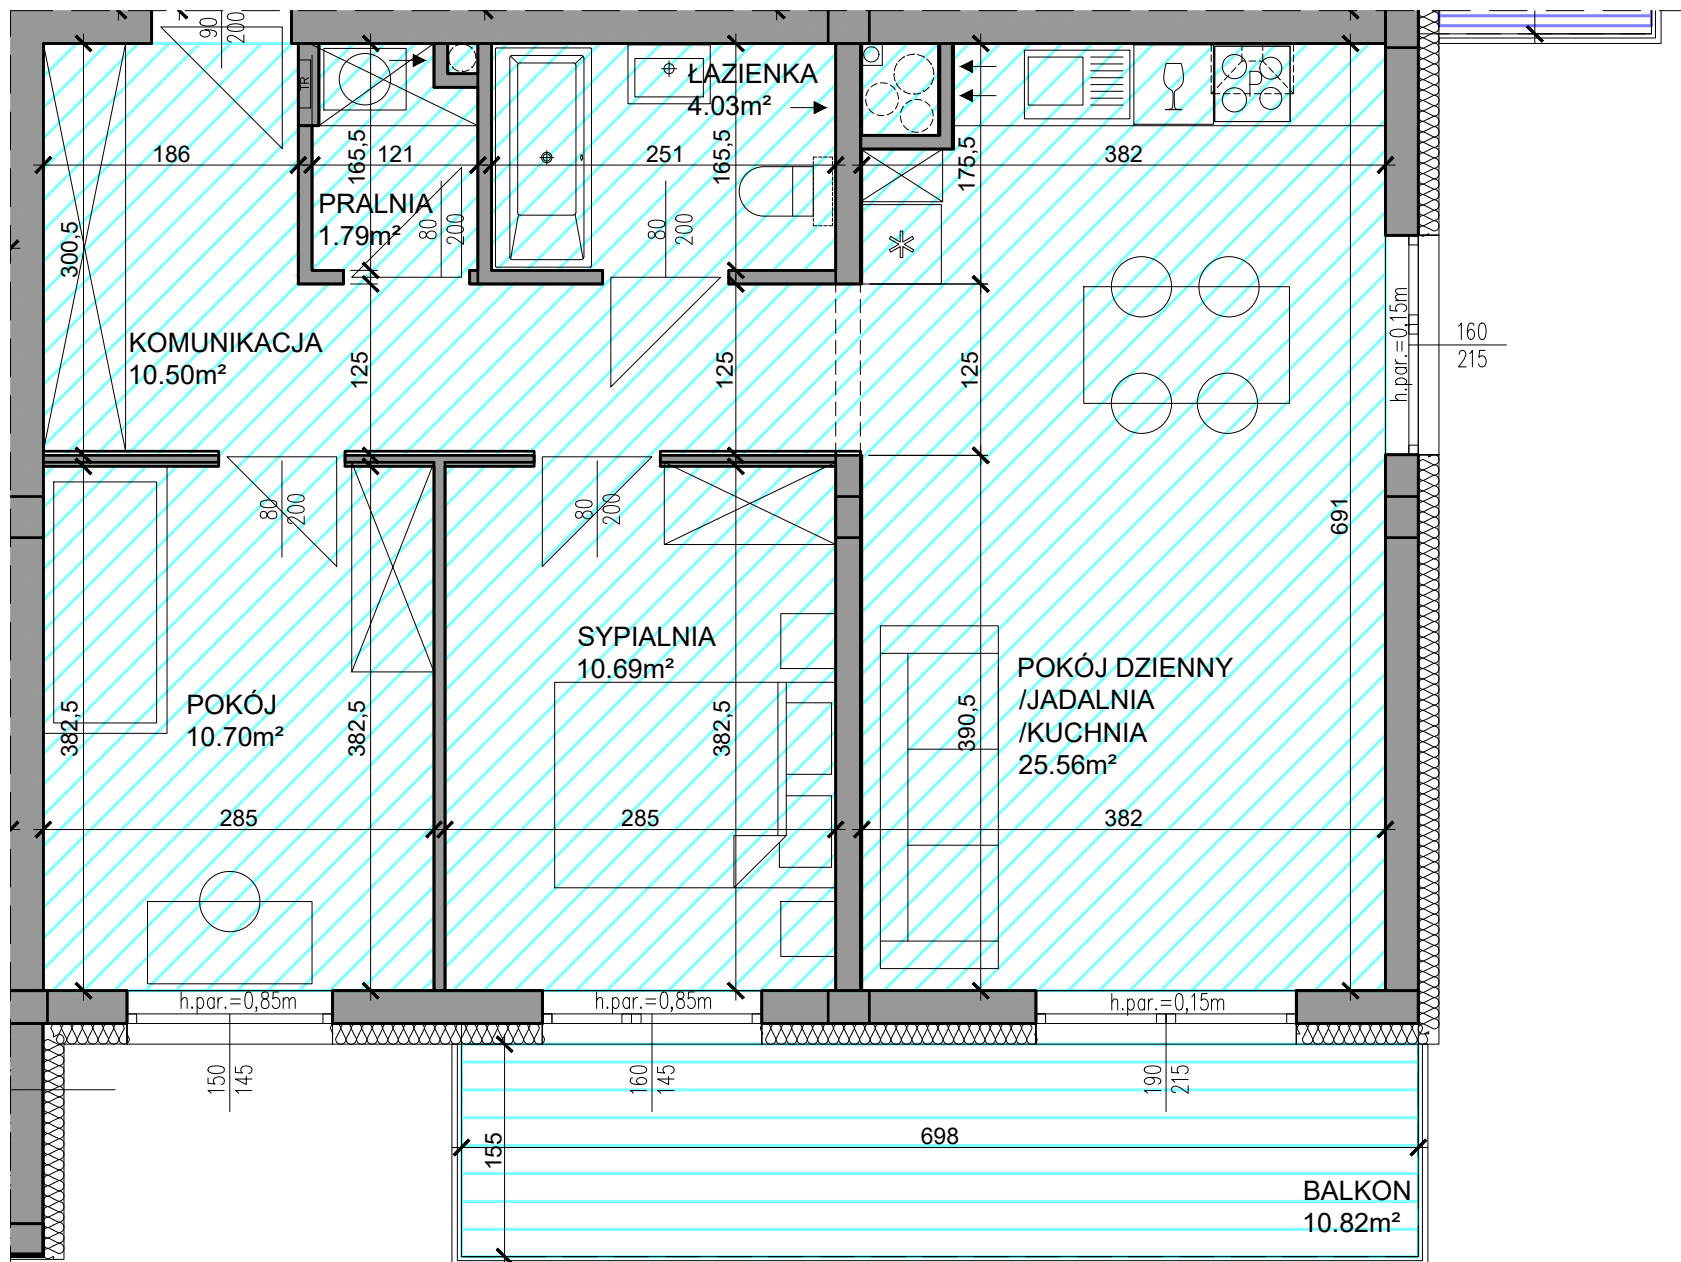 90
200
TR
ŁAZIENKA
4.03m²
P
186
165,5
121
251
165,5
175,5
382
PRALNIA
1.79m²
80
200
80
200
300,5
KOMUNIKACJA
10.50m²
125
125
125
h.par.=0,15m
160
215
80
200
80
200
691
SYPIALNIA
10.69m²
POKÓJ
10.70m²
382,5
382,5
382,5
390,5
POKÓJ DZIENNY
/JADALNIA
/KUCHNIA
25.56m²
285
285
382
h.par.=0,85m
h.par.=0,85m
h.par.=0,15m
150
145
160
145
190
215
155
698
BALKON
10.82m²